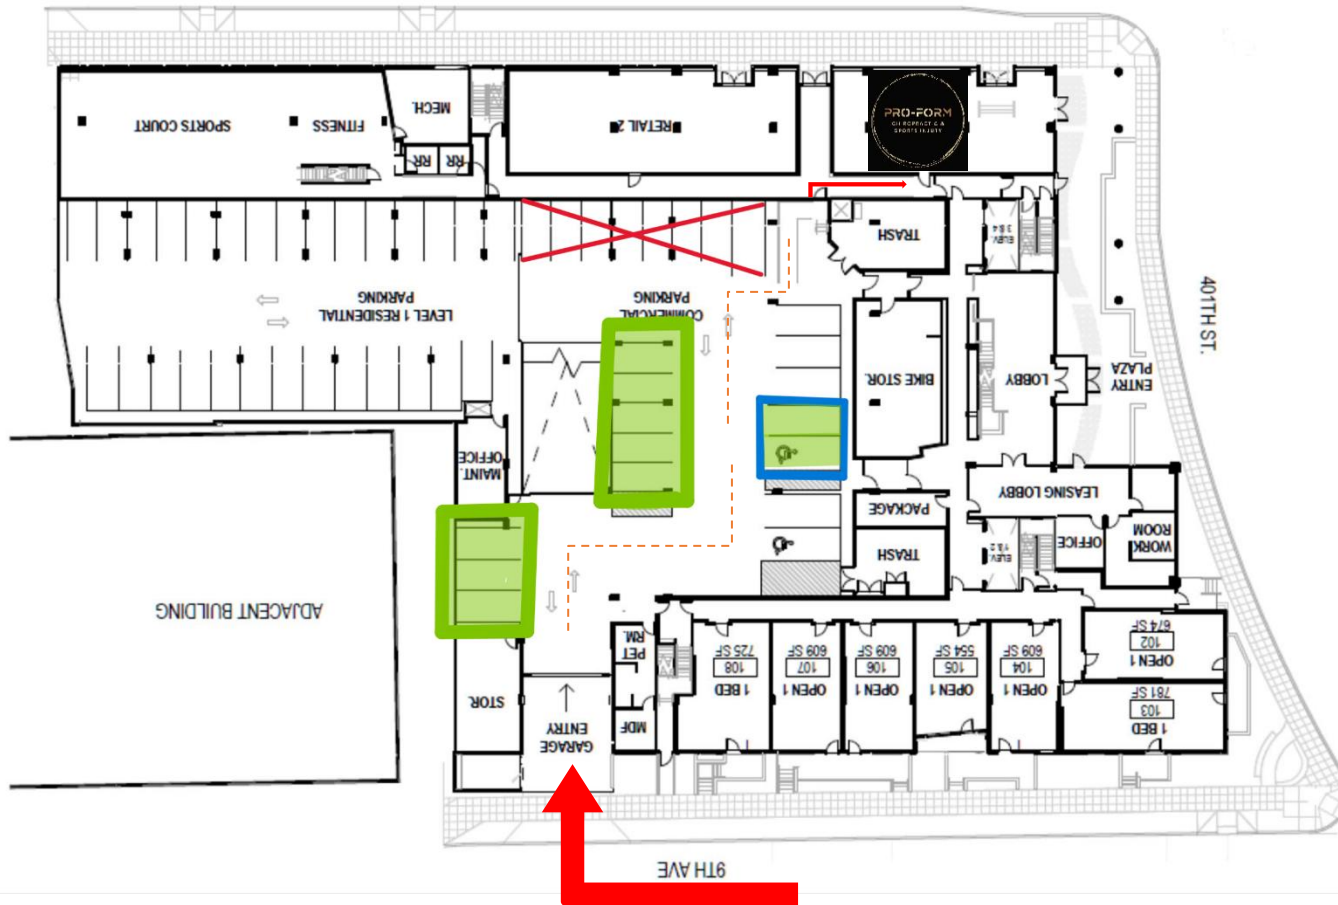 MECH.
SPORTS COURT
FITNESS
RR
RR
RETAIL 2
PRO-FORM
CHIROPRACTIC &
SPORTS INJURY
TRASH
ELEV.
3 & 4
LEVEL 1 RESIDENTIAL
PARKING
COMMERCIAL
PARKING
BIKE STOR.
LOBBY
ENTRY
PLAZA
401TH ST.
MAINT.
OFFICE
LEASING LOBBY
PACKAGE
TRASH
ELEV.
1 & 2
OFFICE
WORK
ROOM
ADJACENT BUILDING
STOR.
GARAGE
ENTRY
PET
RM.
MDF
1 BED
108
725 SF
OPEN 1
107
609 SF
OPEN 1
106
609 SF
OPEN 1
105
554 SF
OPEN 1
104
609 SF
OPEN 1
102
674 SF
1 BED
103
781 SF
9TH AVE